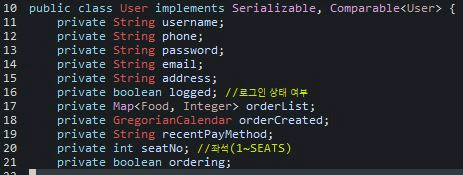 10 public class User implements Serializable, Comparable<User> {
11 private String username;
12 private String phone;
13 private String password;
14 private String email;
15 private String address;
16 private boolean logged; //로그인 상태 여부
17 private Map<Food, Integer> orderList;
18 private GregorianCalendar orderCreated;
19 private String recentPayMethod;
20 private int seatNo; //좌석(1~SEATS)
21 private boolean ordering;